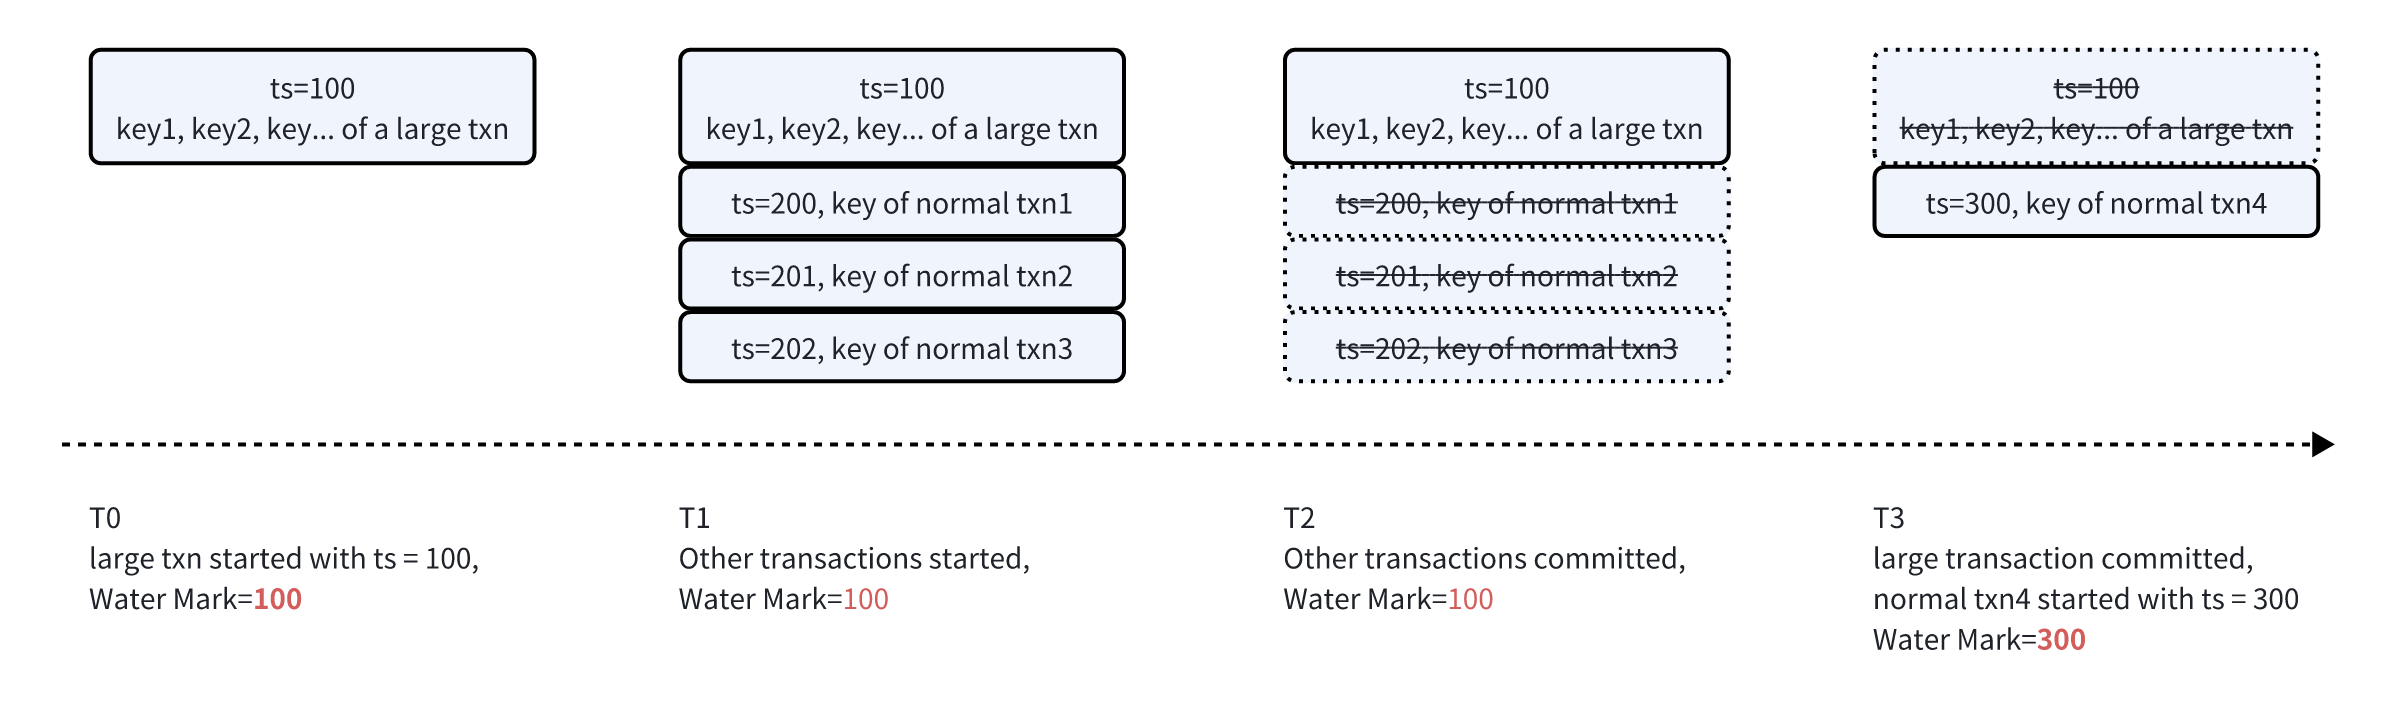 ts=100
key1, key2, key... of a large txn
ts=100
key1, key2, key... of a large txn
ts=200, key of normal txn1
ts=201, key of normal txn2
ts=202, key of normal txn3
ts=100
key1, key2, key... of a large txn
ts=200, key of normal txn1
ts=201, key of normal txn2
ts=202, key of normal txn3
ts=100
key1, key2, key... of a large txn
ts=300, key of normal txn4
T0
large txn started with ts = 100,
Water Mark=100
T1
Other transactions started,
Water Mark=100
T2
Other transactions committed,
Water Mark=100
T3
large transaction committed,
normal txn4 started with ts = 300
Water Mark=300